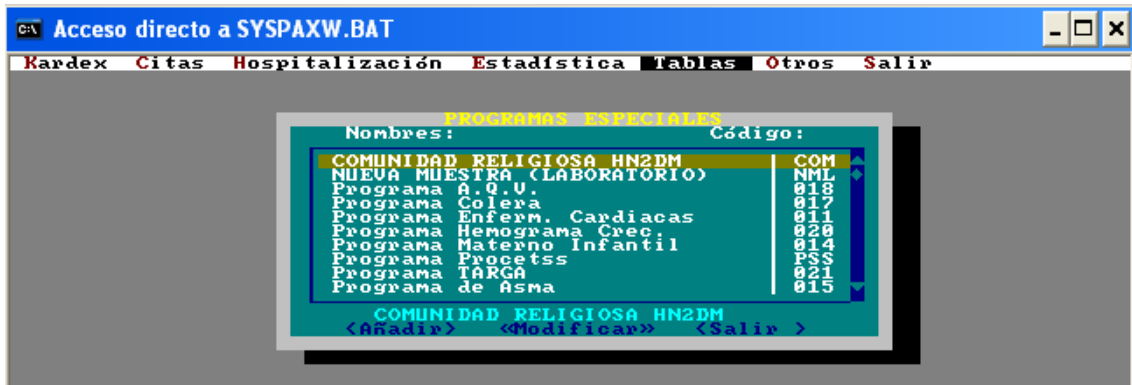 Acceso directo a SYSPAXW.BAT
Kardex Citas Hospitalización Estadística Tablas Otros Salir
PROGRAMAS ESPECIALES
Nombres: Código:
COMUNIDAD RELIGIOSA HN2DM COM
NUEVA MUESTRA (LABORATORIO) NML
Programa A.Q.V. 018
Programa Colera 017
Programa Enferm. Cardiacas 011
Programa Hemograma Crec. 020
Programa Materno Infantil 014
Programa Procetss PSS
Programa TARGA 021
Programa de Asma 015
COMUNIDAD RELIGIOSA HN2DM
<Añadir> «Modificar» <Salir >